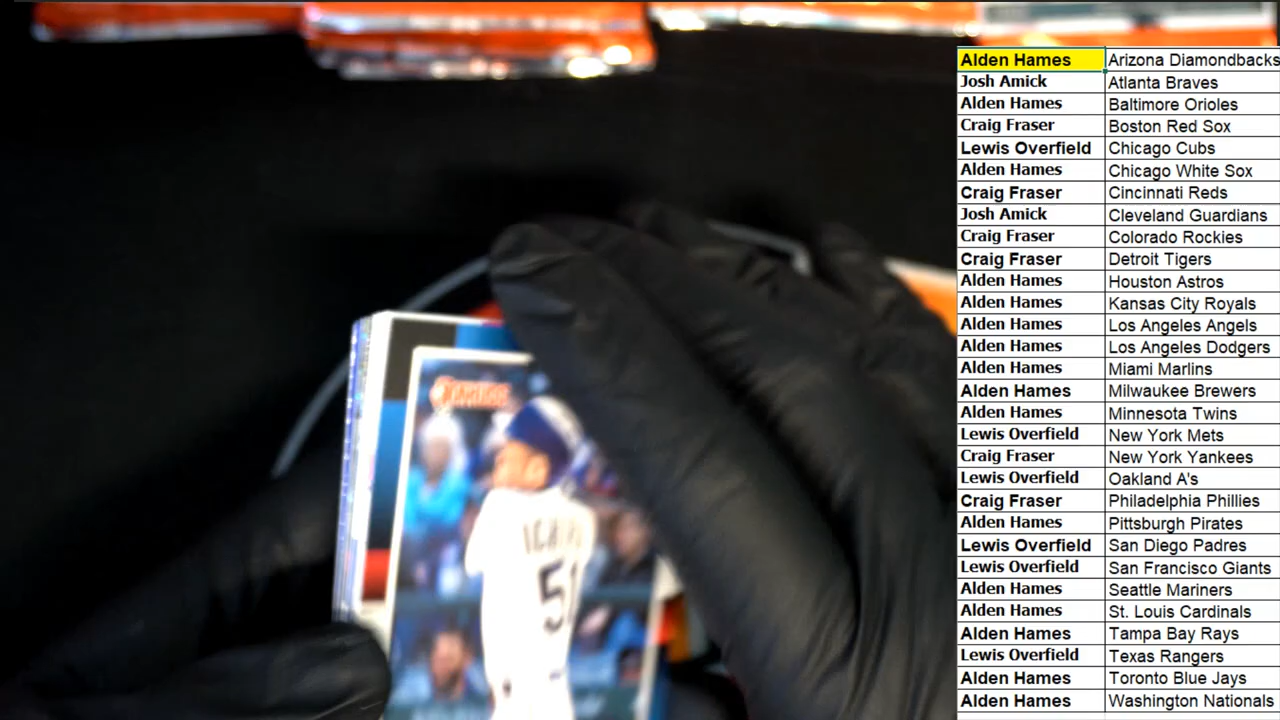 Alden Hames Arizona Diamondbacks
Josh Amick Atlanta Braves
Alden Hames Baltimore Orioles
Craig Fraser Boston Red Sox
Lewis Overfield Chicago Cubs
Alden Hames Chicago White Sox
Craig Fraser Cincinnati Reds
Josh Amick Cleveland Guardians
Craig Fraser Colorado Rockies
Craig Fraser Detroit Tigers
Alden Hames Houston Astros
Alden Hames Kansas City Royals
Alden Hames Los Angeles Angels
Alden Hames Los Angeles Dodgers
Alden Hames Miami Marlins
Alden Hames Milwaukee Brewers
Alden Hames Minnesota Twins
Lewis Overfield New York Mets
Craig Fraser New York Yankees
Lewis Overfield Oakland A's
Craig Fraser Philadelphia Phillies
Alden Hames Pittsburgh Pirates
Lewis Overfield San Diego Padres
Lewis Overfield San Francisco Giants
Alden Hames Seattle Mariners
Alden Hames St. Louis Cardinals
Alden Hames Tampa Bay Rays
Lewis Overfield Texas Rangers
Alden Hames Toronto Blue Jays
Alden Hames Washington Nationals
51